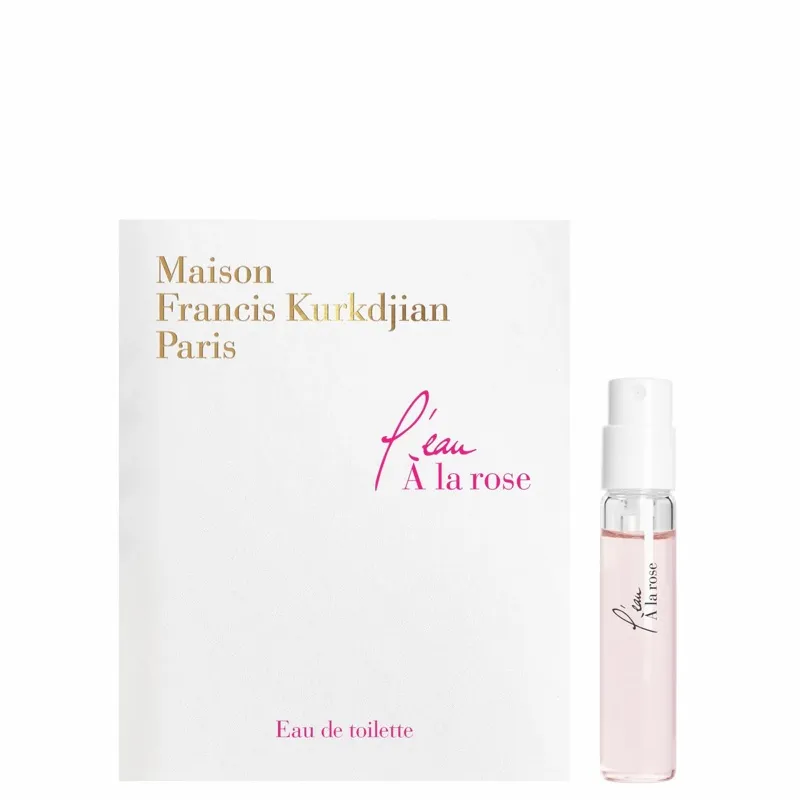 Maison
Francis Kurkdjian
Paris
l'eau
À la rose
Eau de toilette
l'eau
À la rose